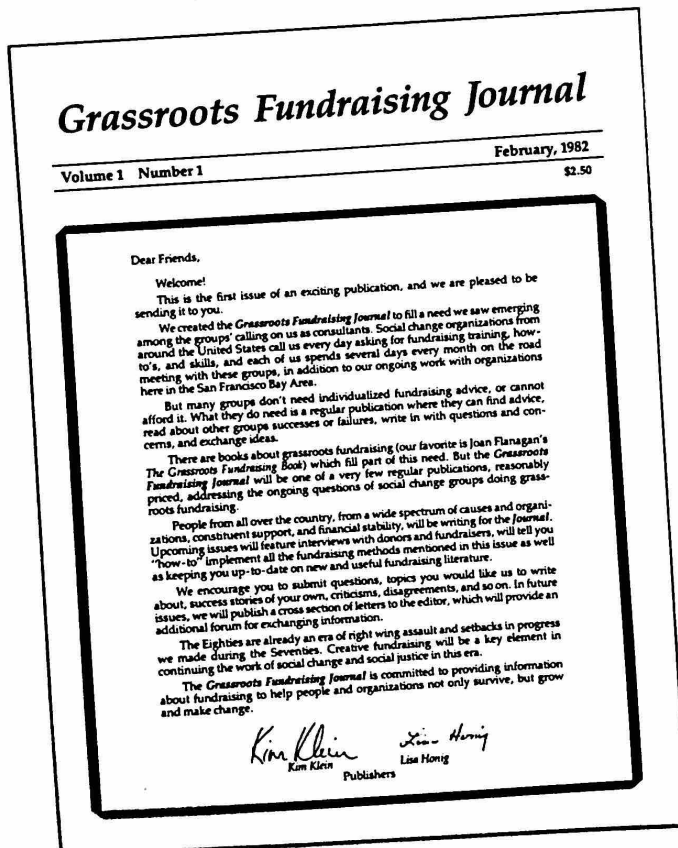 Grassroots Fundraising Journal
Volume 1 Number 1
February, 1982
$2.50
Dear Friends,
Welcome!
This is the first issue of an exciting publication, and we are pleased to be
sending it to you.
We created the Grassroots Fundraising Journal to fill a need we saw emerging
among the groups' calling on us as consultants. Social change organizations from
around the United States call us every day asking for fundraising training, how-
to's, and skills, and each of us spends several days every month on the road
meeting with these groups, in addition to our ongoing work with organizations
here in the San Francisco Bay Area.
But many groups don't need individualized fundraising advice, or cannot
afford it. What they do need is a regular publication where they can find advice,
read about other groups successes or failures, write in with questions and con-
cerns, and exchange ideas.
There are books about grassroots fundraising (our favorite is Joan Flanagan's
The Grassroots Fundraising Book) which fill part of this need. But the Grassroots
Fundraising Journal will be one of a very few regular publications, reasonably
priced, addressing the ongoing questions of social change groups doing grass-
roots fundraising.
People from all over the country, from a wide spectrum of causes and organi-
zations, constituent support, and financial stability, will be writing for the Journal.
Upcoming issues will feature interviews with donors and fundraisers, will tell you
"how-to" implement all the fundraising methods mentioned in this issue as well
as keeping you up-to-date on new and useful fundraising literature.
We encourage you to submit questions, topics you would like us to write
about, success stories of your own, criticisms, disagreements, and so on. In future
issues, we will publish a cross section of letters to the editor, which will provide an
additional forum for exchanging information.
The Eighties are already an era of right wing assault and setbacks in progress
we made during the Seventies. Creative fundraising will be a key element in
continuing the work of social change and social justice in this era.
The Grassroots Fundraising Journal is committed to providing information
about fundraising to help people and organizations not only survive, but grow
and make change.
Kim Klein Lisa Honig
Kim Klein Lisa Honig
Publishers